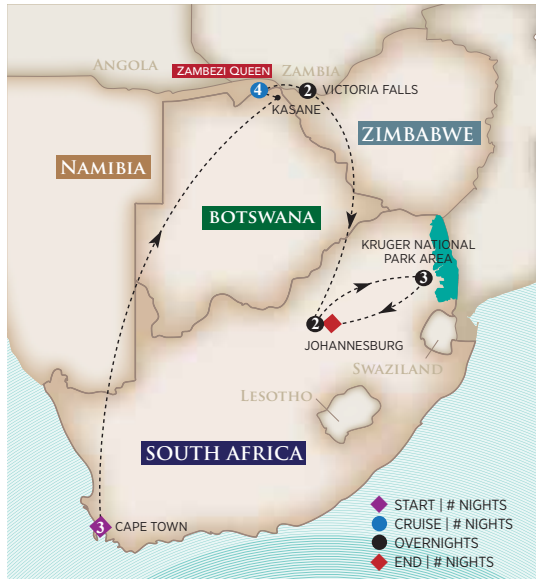 ANGOLA
ZAMBEZI QUEEN
ZAMBIA
4
2
VICTORIA FALLS
KASANE
ZIMBABWE
NAMIBIA
BOTSWANA
KRUGER NATIONAL
PARK AREA
3
2
JOHANNESBURG
SWAZILAND
LESOTHO
SOUTH AFRICA
3
CAPE TOWN
START | # NIGHTS
CRUISE | # NIGHTS
OVERNIGHTS
END | # NIGHTS